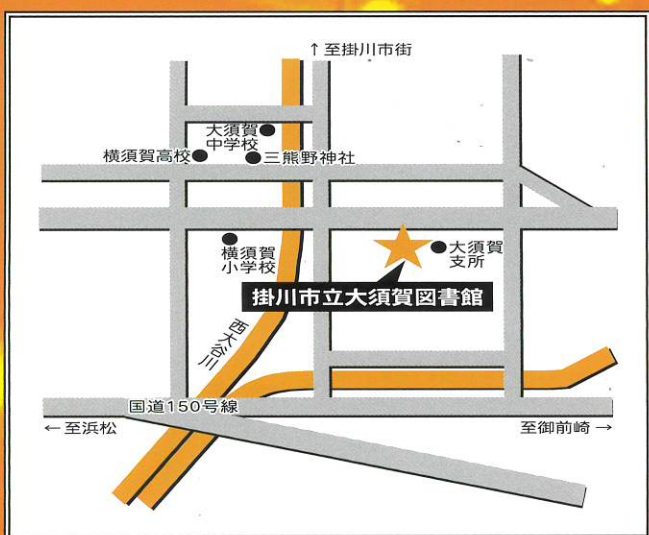 ↑至掛川市街
大須賀
中学校
横須賀高校
三熊野神社
横須賀
小学校
大須賀
支所
掛川市立大須賀図書館
西大谷川
国道150号線
←至浜松
至御前崎→